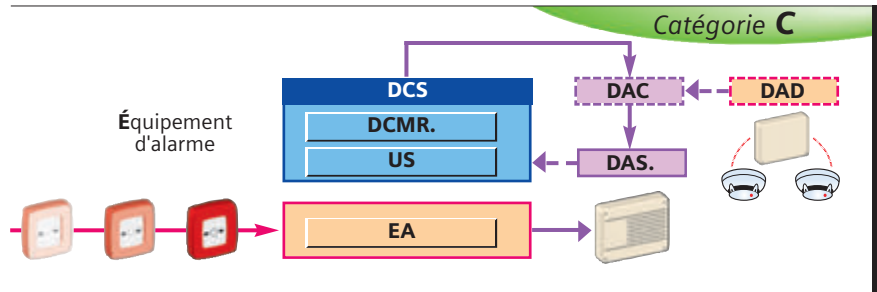 Catégorie C
DCS
DAC
DAD
Équipement
d'alarme
DCMR.
US
DAS.
EA